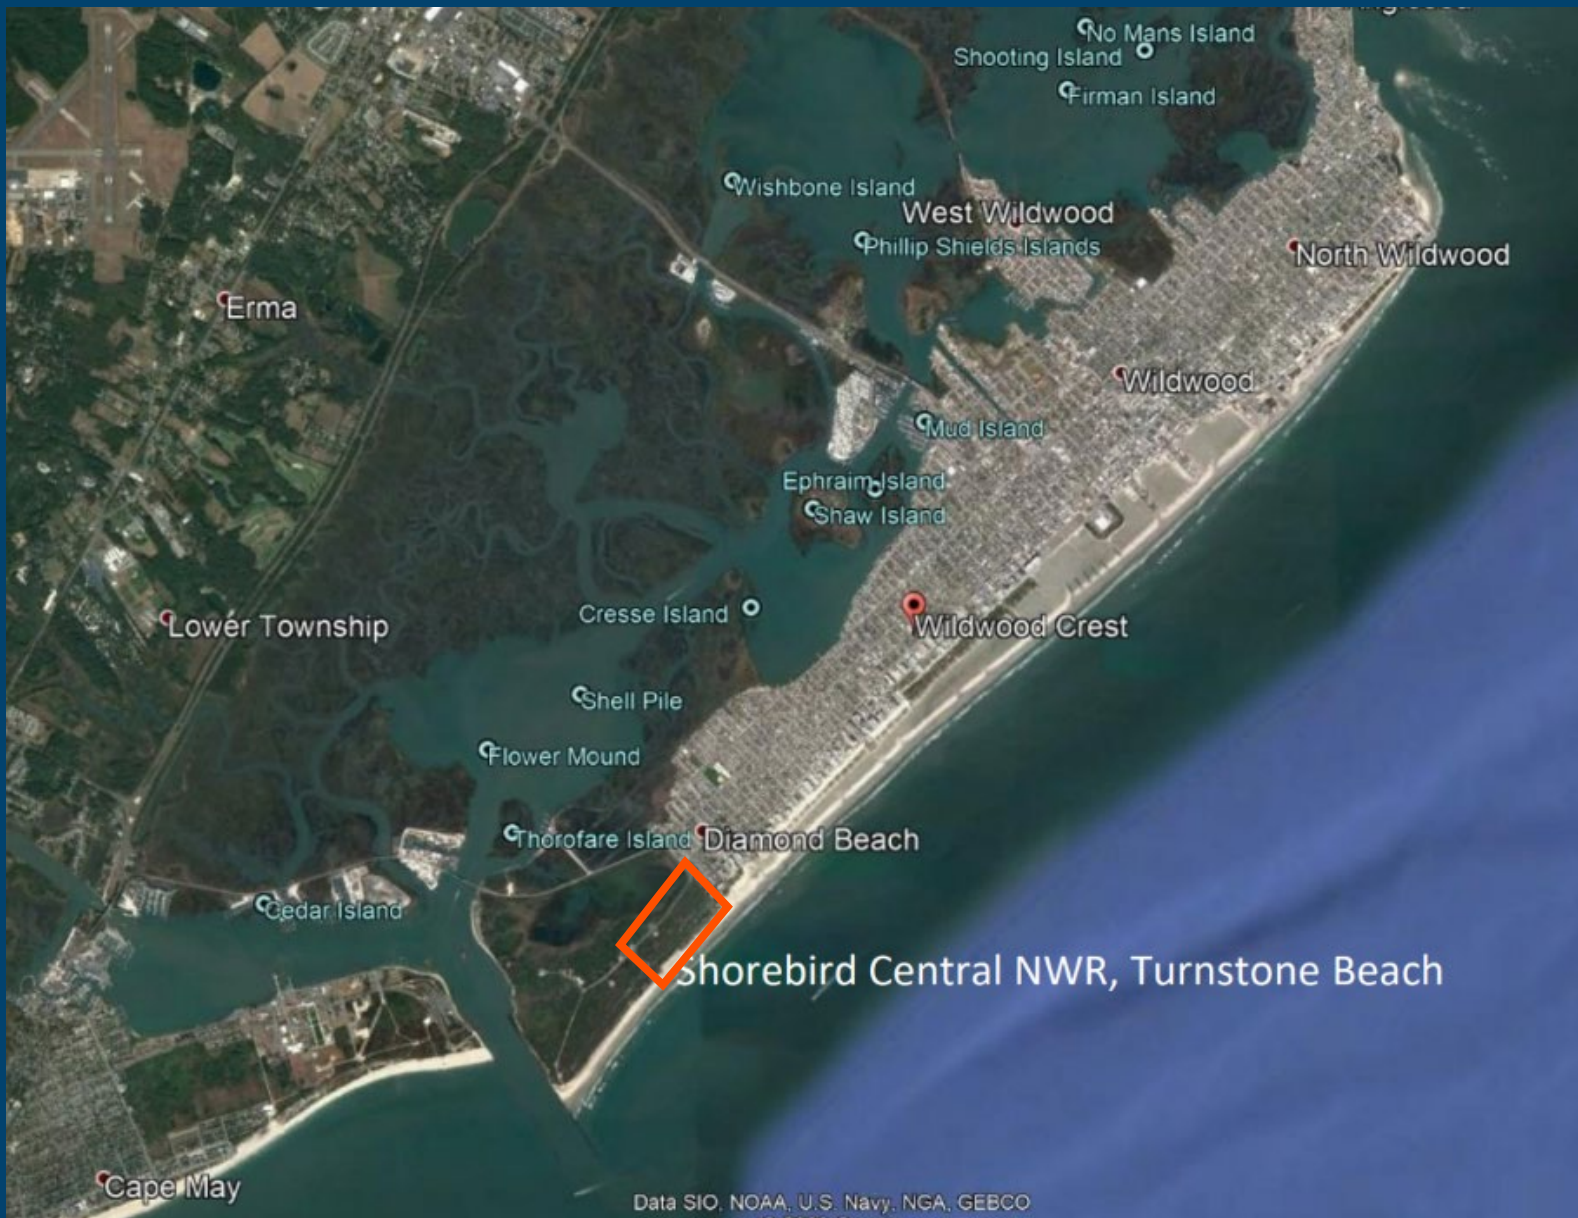 No Mans Island
Shooting Island
Firman Island
Wishbone Island
West Wildwood
Phillip Shields Islands
North Wildwood
Erma
Wildwood
Mud Island
Ephraim Island
Shaw Island
Cresse Island
Wildwood Crest
Lower Township
Shell Pile
Flower Mound
Thorofare Island
Diamond Beach
Cedar Island
Shorebird Central NWR, Turnstone Beach
Cape May
Data SIO, NOAA, U.S. Navy, NGA, GEBCO